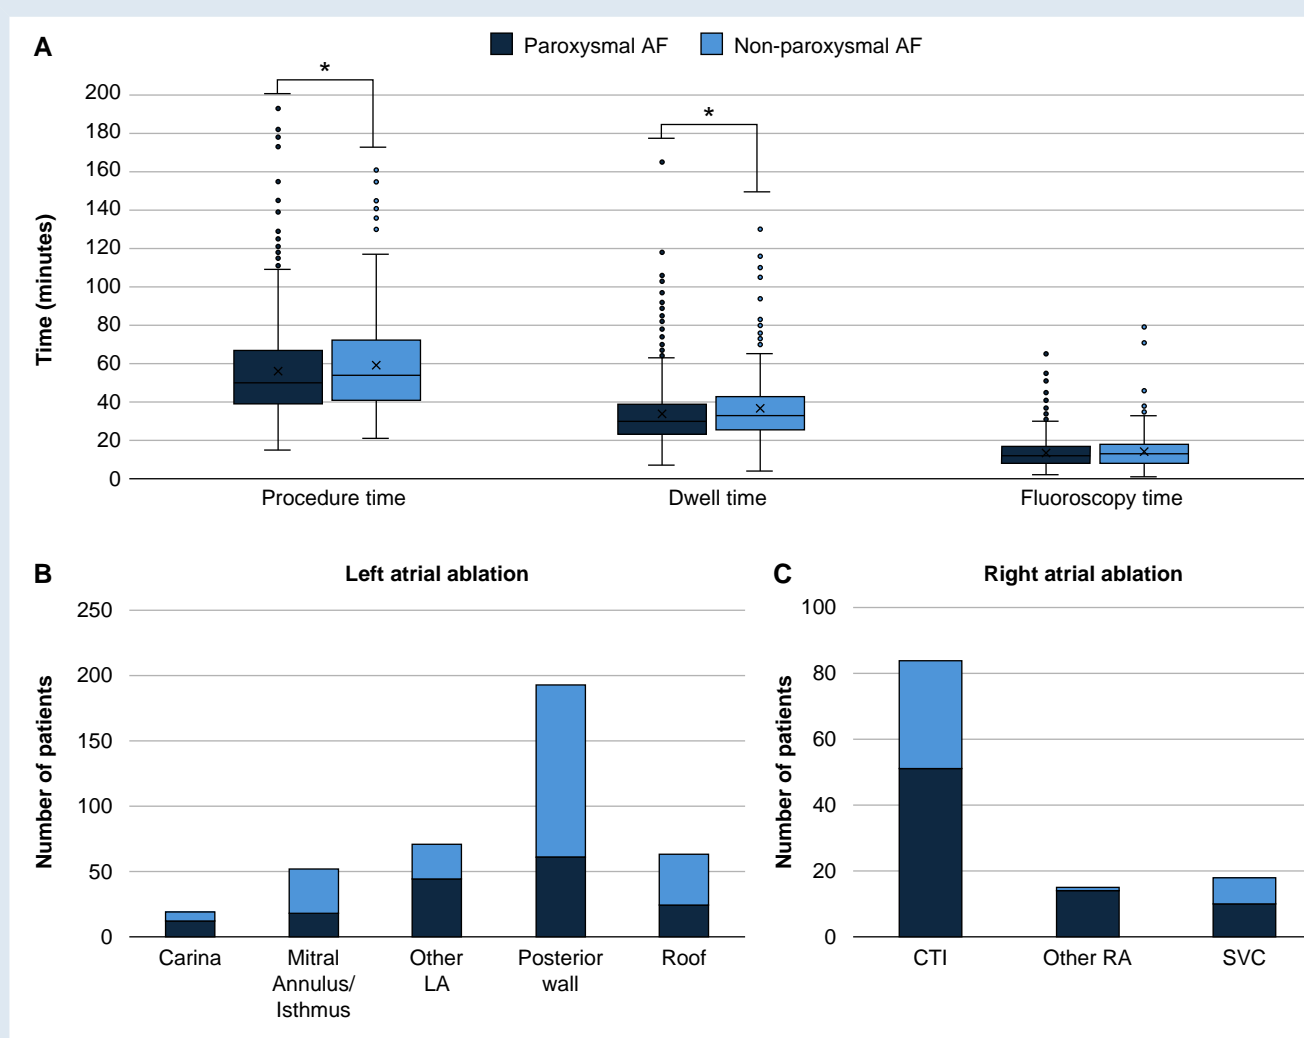 A
Paroxysmal AF
Non-paroxysmal AF
*
*
Time (minutes)
200
180
160
140
120
100
80
60
40
20
0
Procedure time
Dwell time
Fluoroscopy time
B
Left atrial ablation
Number of patients
250
200
150
100
50
0
Carina
Mitral
Annulus/
Isthmus
Other
LA
Posterior
wall
Roof
C
Right atrial ablation
Number of patients
100
80
60
40
20
0
CTI
Other RA
SVC